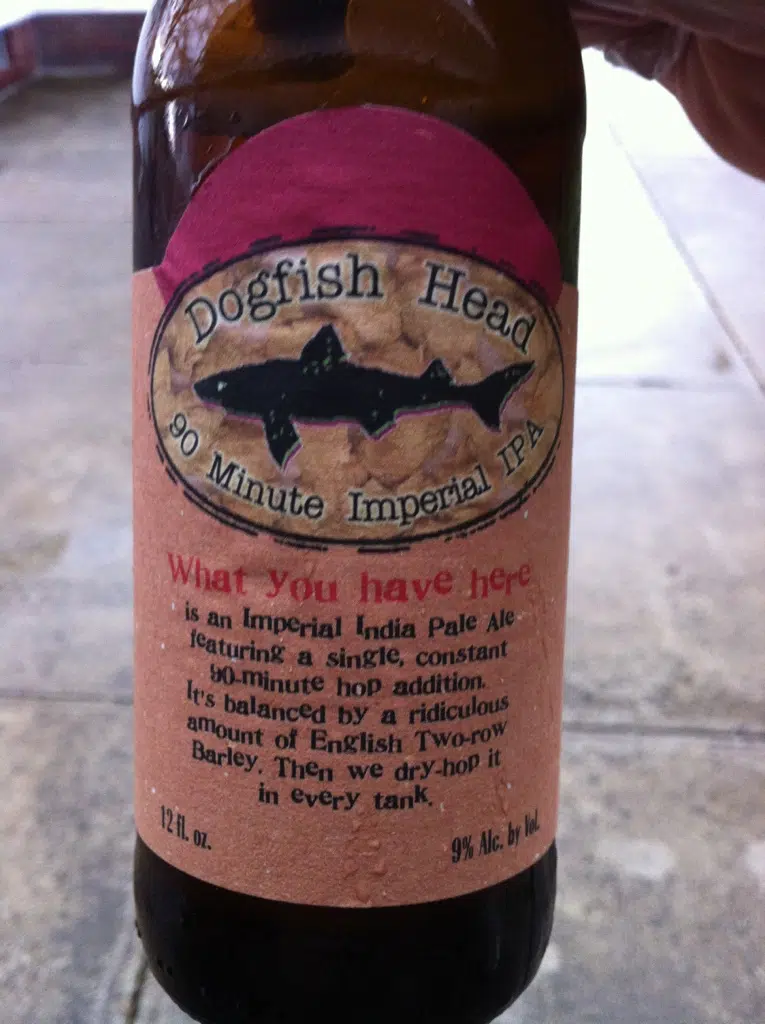 Dogfish Head
90 Minute Imperial IPA
What you have here
is an Imperial India Pale Ale
featuring a single, constant
90-minute hop addition.
It's balanced by a ridiculous
amount of English Two-row
Barley. Then we dry-hop it
in every tank.
12 fl. oz.
9% Alc. by Vol.